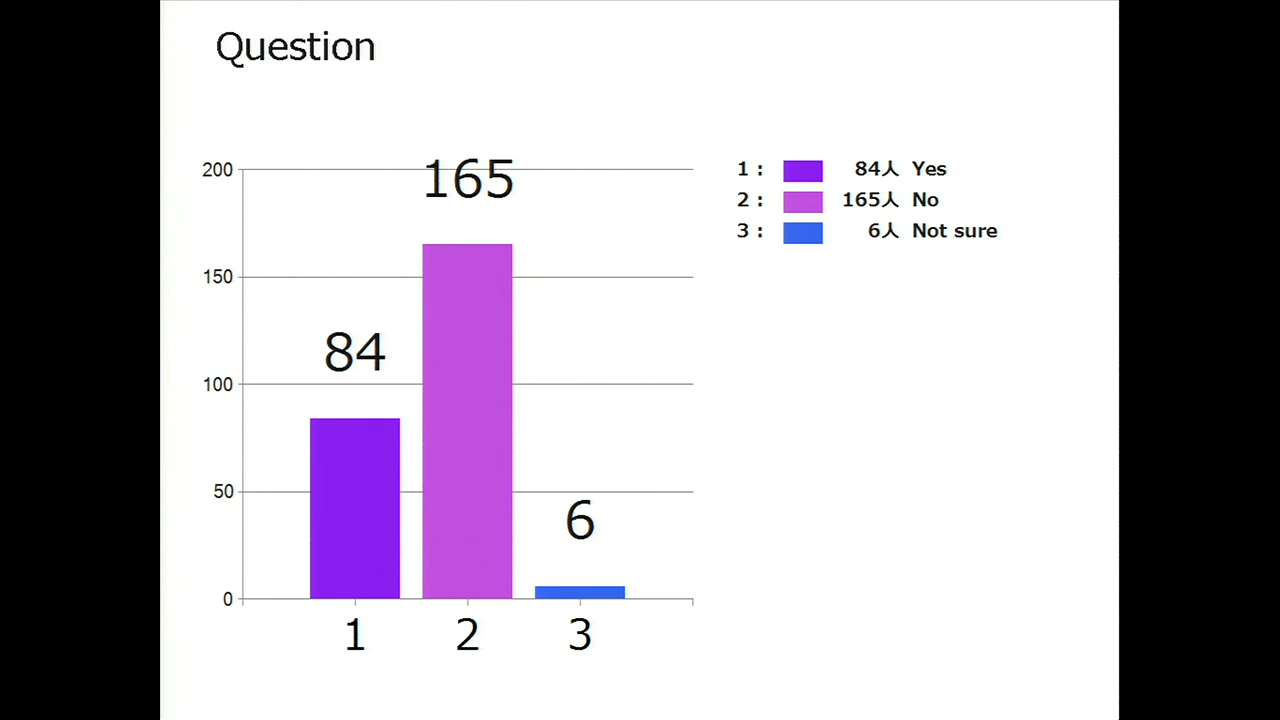 Question
200
150
100
50
0
84
165
6
1
2
3
1 : 84人 Yes
2 : 165人 No
3 : 6人 Not sure